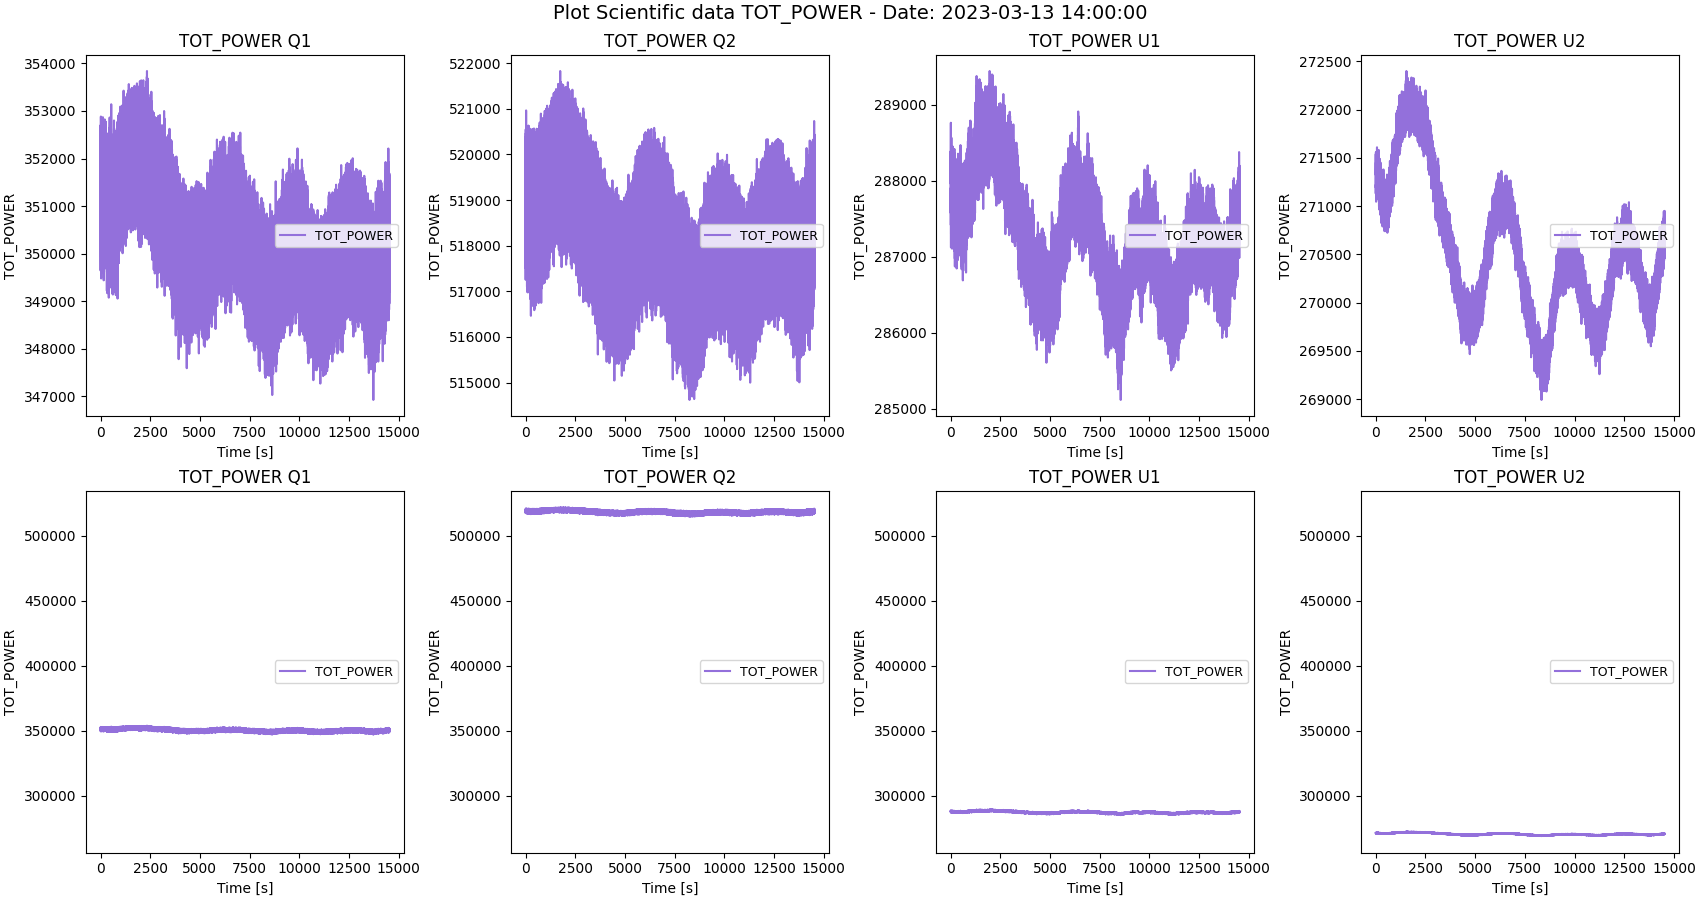 Plot Scientific data TOT_POWER - Date: 2023-03-13 14:00:00
TOT_POWER Q1
TOT_POWER
354000
353000
352000
351000
350000
349000
348000
347000
TOT_POWER
0 2500 5000 7500 10000 12500 15000
Time [s]
TOT_POWER Q2
TOT_POWER
522000
521000
520000
519000
518000
517000
516000
515000
TOT_POWER
0 2500 5000 7500 10000 12500 15000
Time [s]
TOT_POWER U1
TOT_POWER
289000
288000
287000
286000
285000
TOT_POWER
0 2500 5000 7500 10000 12500 15000
Time [s]
TOT_POWER U2
TOT_POWER
272500
272000
271500
271000
270500
270000
269500
269000
TOT_POWER
0 2500 5000 7500 10000 12500 15000
Time [s]
TOT_POWER Q1
TOT_POWER
500000
450000
400000
350000
300000
TOT_POWER
0 2500 5000 7500 10000 12500 15000
Time [s]
TOT_POWER Q2
TOT_POWER
500000
450000
400000
350000
300000
TOT_POWER
0 2500 5000 7500 10000 12500 15000
Time [s]
TOT_POWER U1
TOT_POWER
500000
450000
400000
350000
300000
TOT_POWER
0 2500 5000 7500 10000 12500 15000
Time [s]
TOT_POWER U2
TOT_POWER
500000
450000
400000
350000
300000
TOT_POWER
0 2500 5000 7500 10000 12500 15000
Time [s]